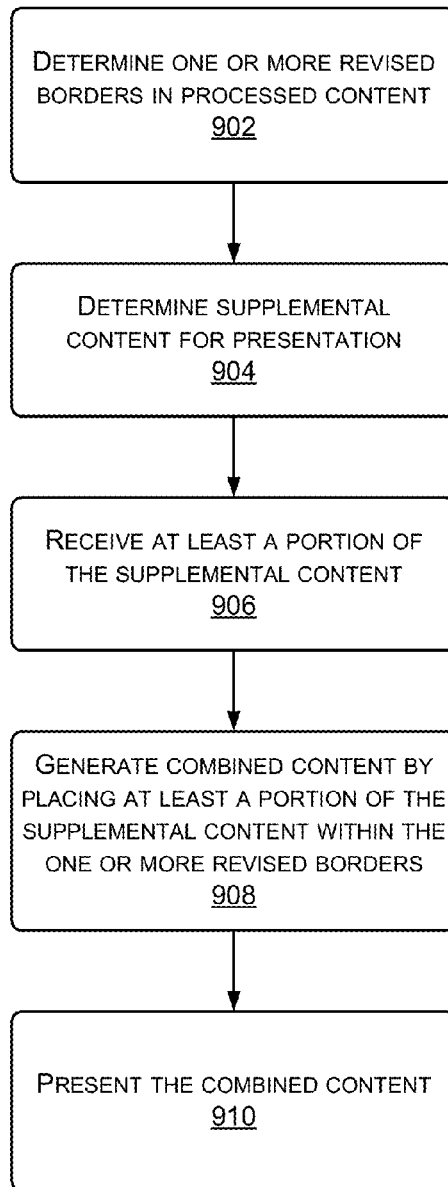 DETERMINE ONE OR MORE REVISED
BORDERS IN PROCESSED CONTENT
902
DETERMINE SUPPLEMENTAL
CONTENT FOR PRESENTATION
904
RECEIVE AT LEAST A PORTION OF
THE SUPPLEMENTAL CONTENT
906
GENERATE COMBINED CONTENT BY
PLACING AT LEAST A PORTION OF THE
SUPPLEMENTAL CONTENT WITHIN THE
ONE OR MORE REVISED BORDERS
908
PRESENT THE COMBINED CONTENT
910